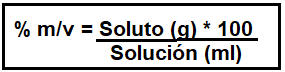 % m/v = Soluto (g) * 100
Solución (ml)